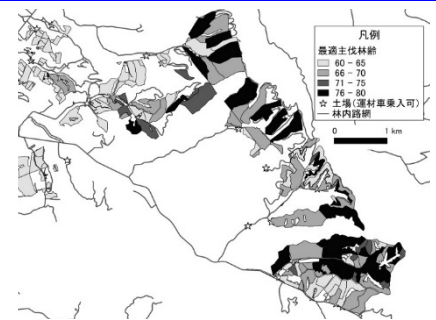 凡例
最適主伐林齢
60 - 65
66 - 70
71 - 75
76 - 80
土場(運材車乗入可)
林内路網
0 1 km